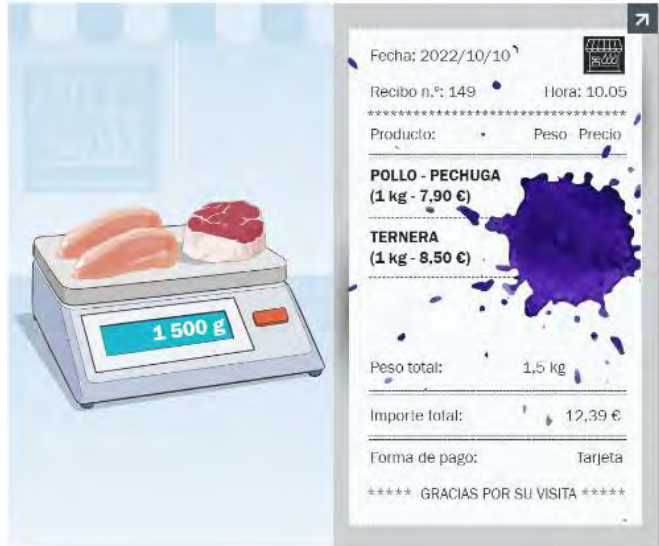 1 500 g
Fecha: 2022/10/10
Recibo n.º: 149 Hora: 10.05
*********************************
Producto: Peso Precio
POLLO - PECHUGA
(1 kg - 7,90 €)
TERNERA
(1 kg - 8,50 €)
Peso total: 1,5 kg
Importe total: 12,39 €
Forma de pago: Tarjeta
***** GRACIAS POR SU VISITA *****